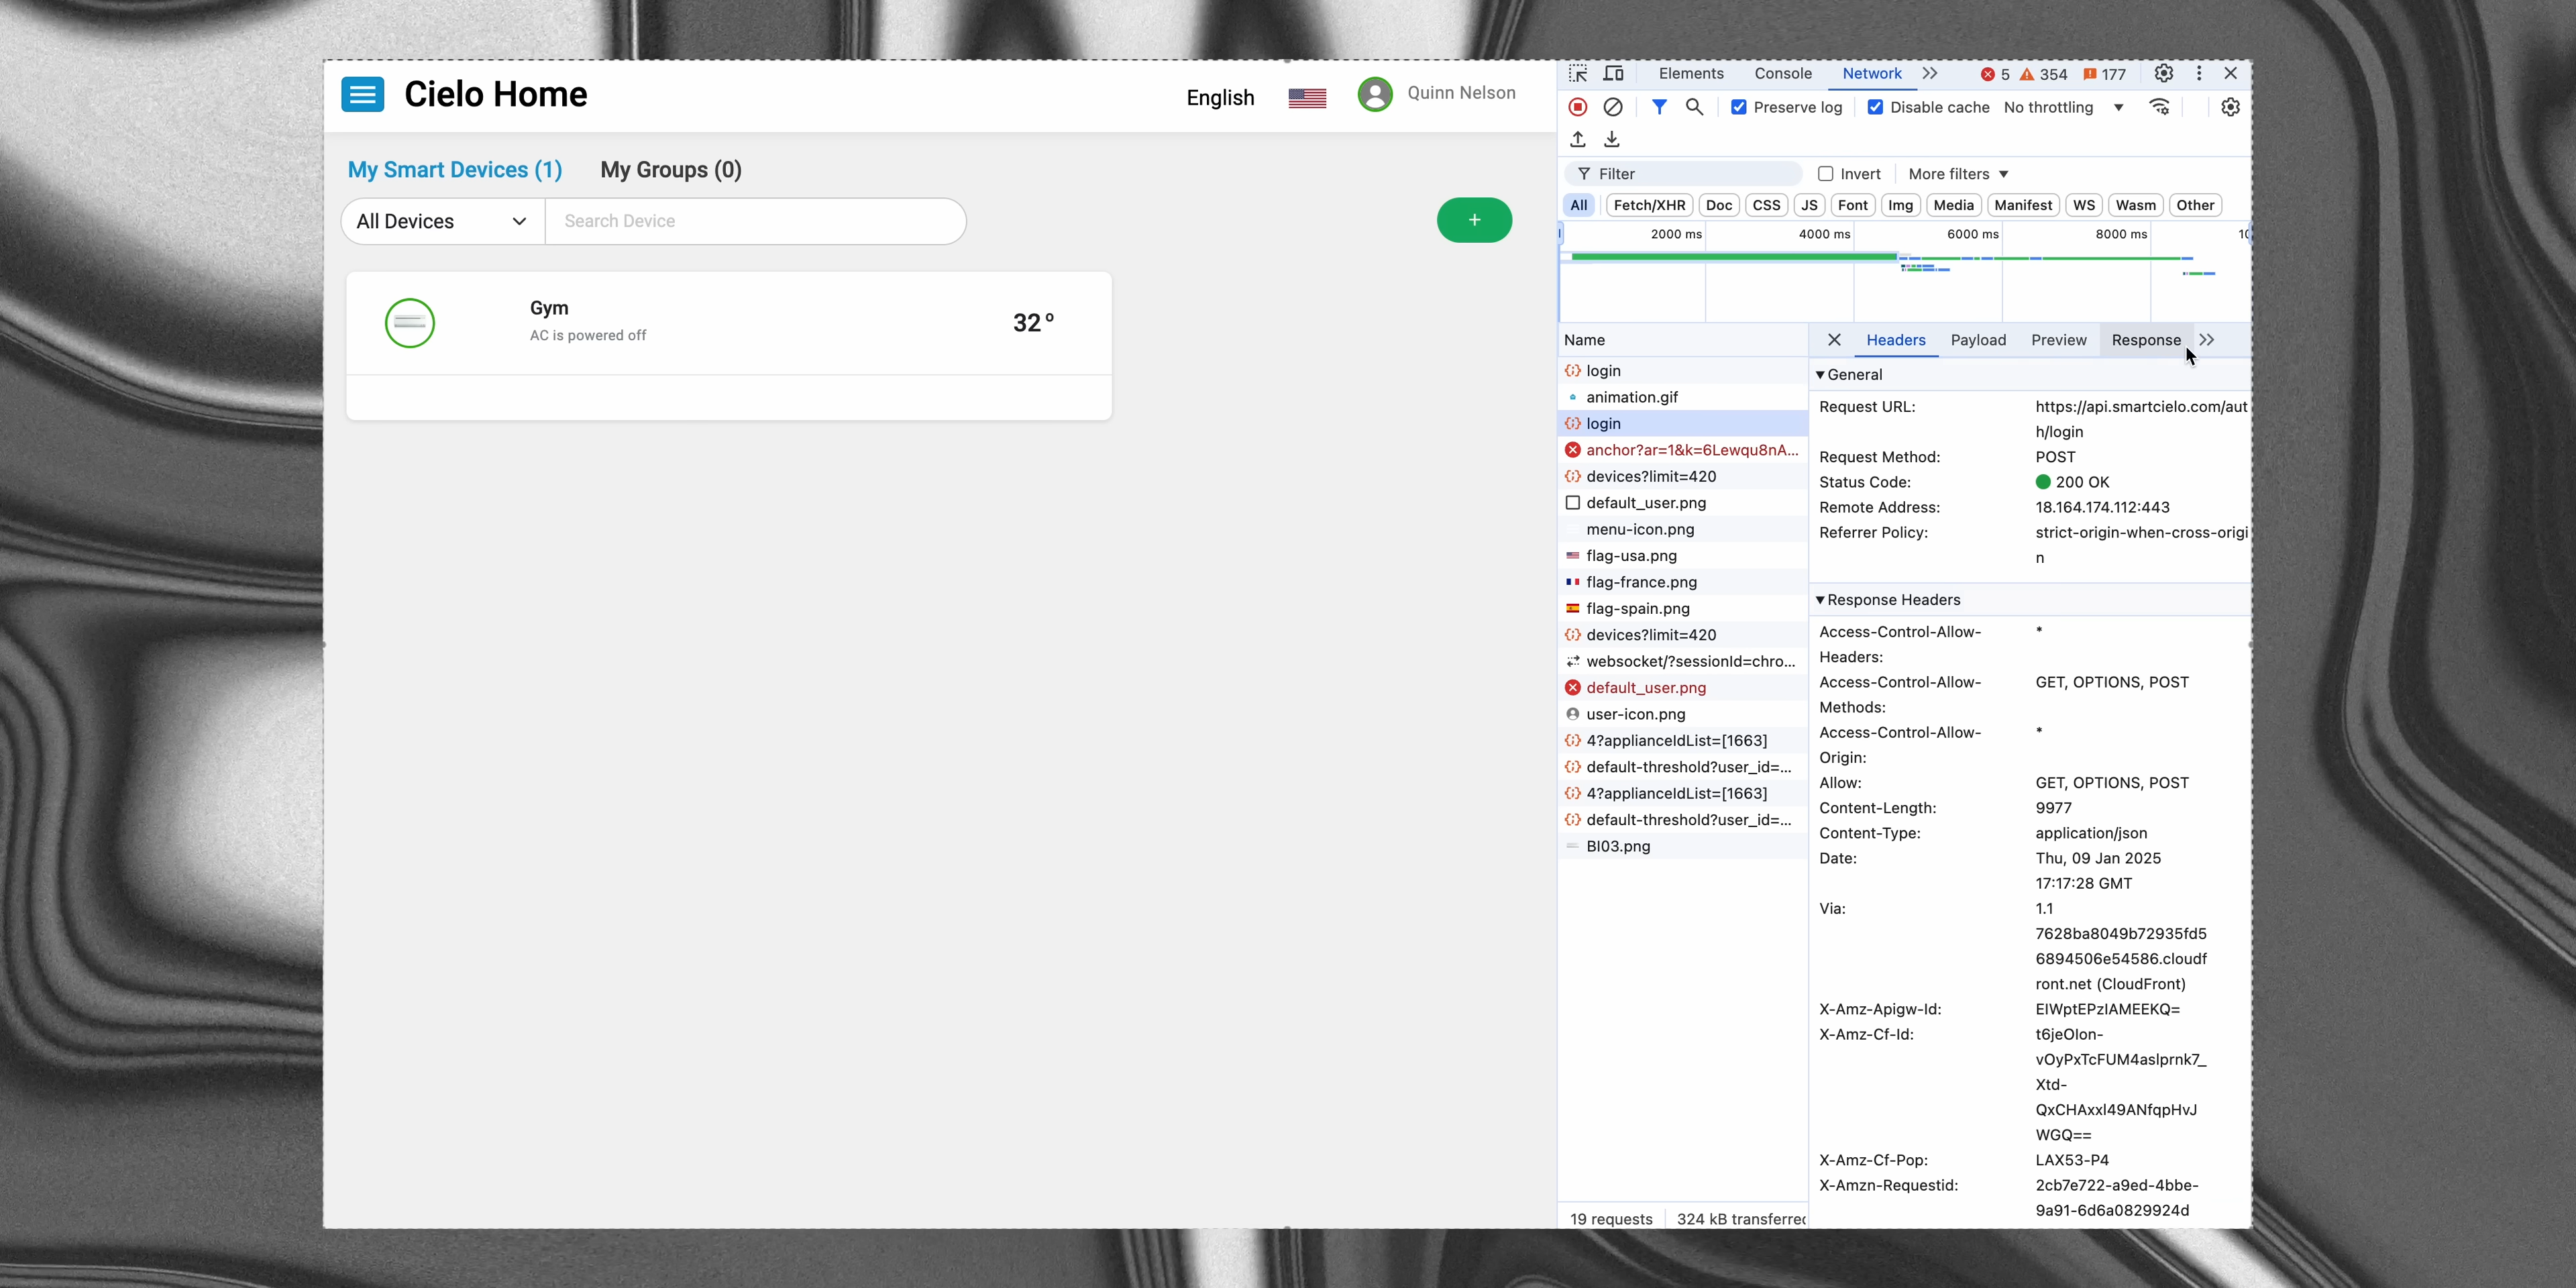 Cielo Home
English
Quinn Nelson
My Smart Devices (1)
My Groups (0)
All Devices
Search Device
+
Gym
AC is powered off
32°
Elements
Console
Network
5
354
177
Preserve log
Disable cache
No throttling
Filter
Invert
More filters
All
Fetch/XHR
Doc
CSS
JS
Font
Img
Media
Manifest
WS
Wasm
Other
2000 ms
4000 ms
6000 ms
8000 ms
10
Name
login
animation.gif
login
anchor?ar=1&k=6Lewqu8nA...
devices?limit=420
default_user.png
menu-icon.png
flag-usa.png
flag-france.png
flag-spain.png
devices?limit=420
websocket/?sessionId=chro...
default_user.png
user-icon.png
4?applianceIdList=[1663]
default-threshold?user_id=...
4?applianceIdList=[1663]
default-threshold?user_id=...
BI03.png
19 requests
324 kB transferred
Headers
Payload
Preview
Response
General
Request URL:
https://api.smartcielo.com/aut
h/login
Request Method:
POST
Status Code:
200 OK
Remote Address:
18.164.174.112:443
Referrer Policy:
strict-origin-when-cross-origi
n
Response Headers
Access-Control-Allow-
Headers:
*
Access-Control-Allow-
Methods:
GET, OPTIONS, POST
Access-Control-Allow-
Origin:
*
Allow:
GET, OPTIONS, POST
Content-Length:
9977
Content-Type:
application/json
Date:
Thu, 09 Jan 2025
17:17:28 GMT
Via:
1.1
7628ba8049b72935fd5
6894506e54586.cloudf
ront.net (CloudFront)
X-Amz-Apigw-Id:
EIWptEPzIAMEEKQ=
X-Amz-Cf-Id:
t6jeOIon-
vOyPxTcFUM4aslprnk7_
Xtd-
QxCHAxxl49ANfqpHvJ
WGQ==
X-Amz-Cf-Pop:
LAX53-P4
X-Amzn-Requestid:
2cb7e722-a9ed-4bbe-
9a91-6d6a0829924d